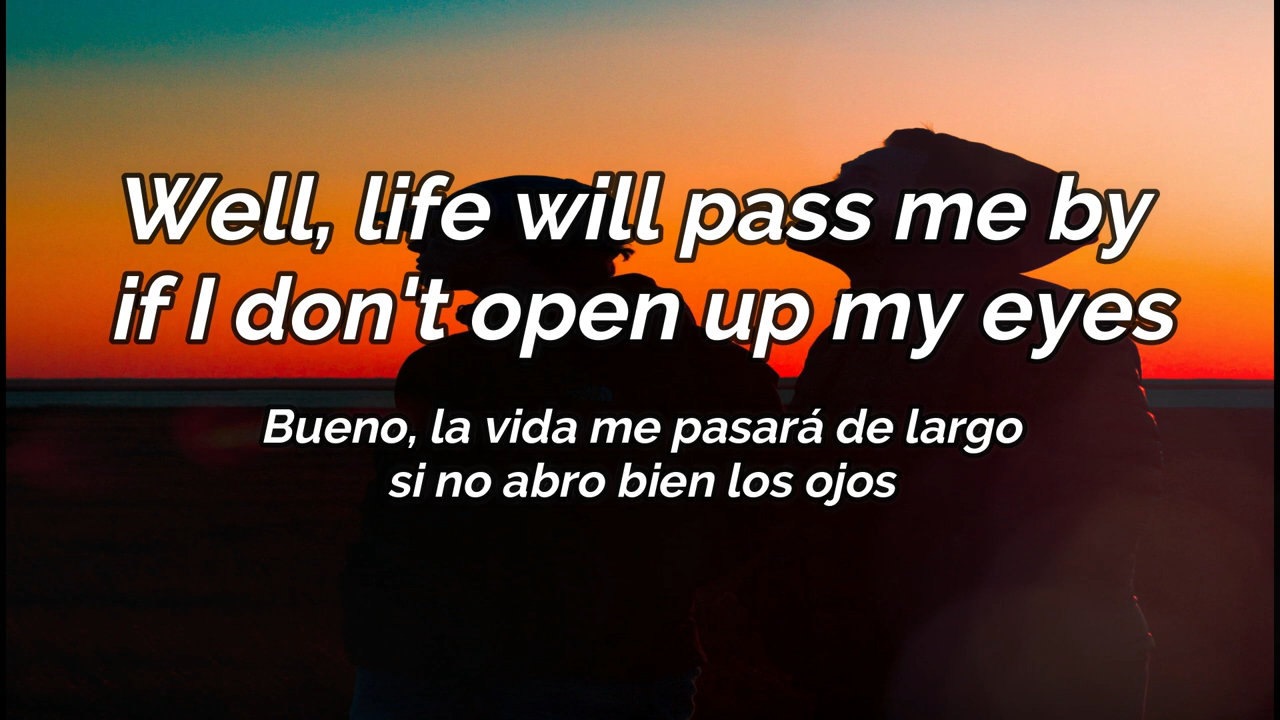 Well, life will pass me by
if I don't open up my eyes
Bueno, la vida me pasará de largo
si no abro bien los ojos